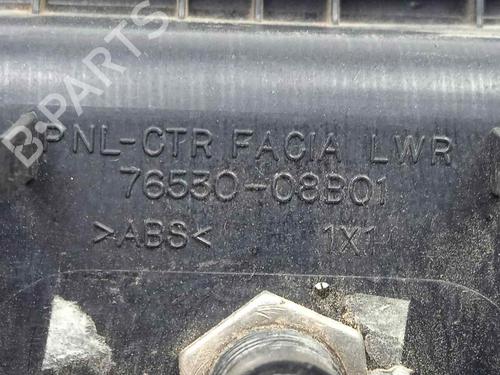 B-PARTS
PNL-CTR FACIA LWR
76530-08B01
>ABS< 1X1